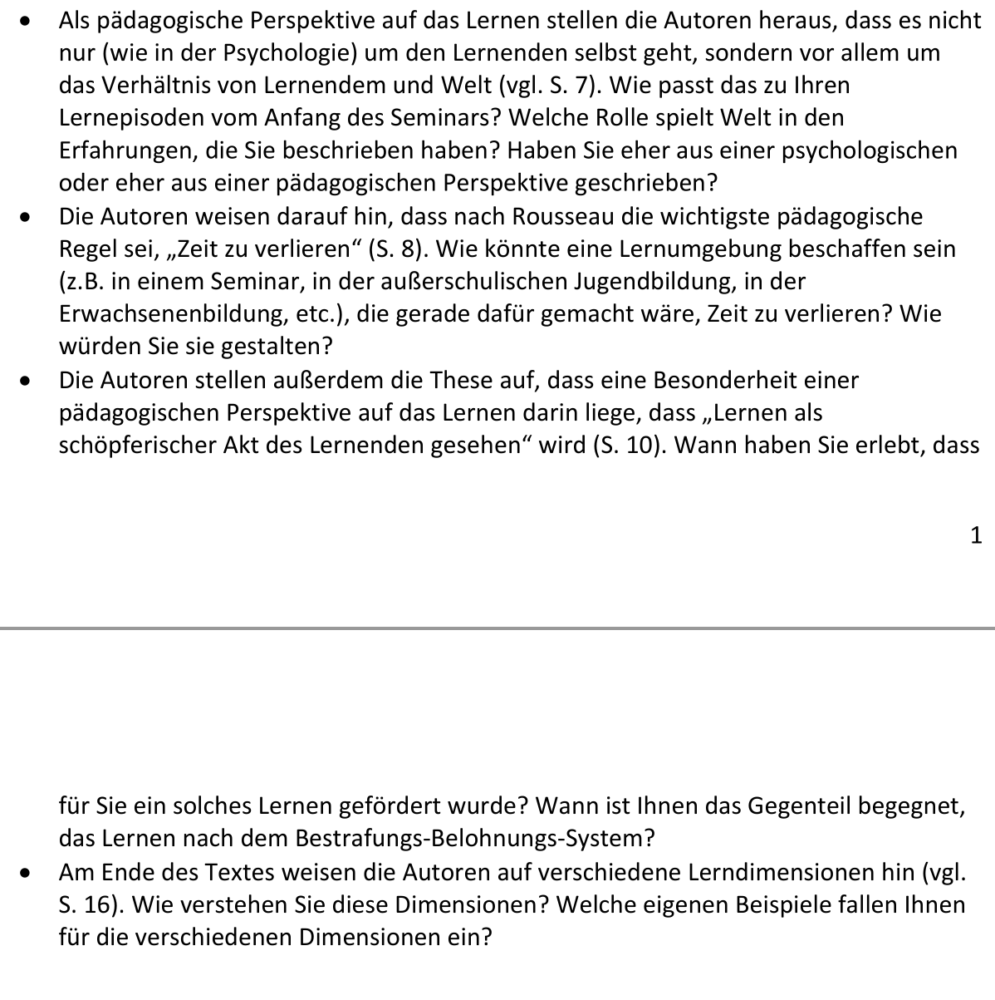 • Als pädagogische Perspektive auf das Lernen stellen die Autoren heraus, dass es nicht
nur (wie in der Psychologie) um den Lernenden selbst geht, sondern vor allem um
das Verhältnis von Lernendem und Welt (vgl. S. 7). Wie passt das zu Ihren
Lernepisoden vom Anfang des Seminars? Welche Rolle spielt Welt in den
Erfahrungen, die Sie beschrieben haben? Haben Sie eher aus einer psychologischen
oder eher aus einer pädagogischen Perspektive geschrieben?
• Die Autoren weisen darauf hin, dass nach Rousseau die wichtigste pädagogische
Regel sei, „Zeit zu verlieren“ (S. 8). Wie könnte eine Lernumgebung beschaffen sein
(z.B. in einem Seminar, in der außerschulischen Jugendbildung, in der
Erwachsenenbildung, etc.), die gerade dafür gemacht wäre, Zeit zu verlieren? Wie
würden Sie sie gestalten?
• Die Autoren stellen außerdem die These auf, dass eine Besonderheit einer
pädagogischen Perspektive auf das Lernen darin liege, dass „Lernen als
schöpferischer Akt des Lernenden gesehen“ wird (S. 10). Wann haben Sie erlebt, dass
1
für Sie ein solches Lernen gefördert wurde? Wann ist Ihnen das Gegenteil begegnet,
das Lernen nach dem Bestrafungs-Belohnungs-System?
• Am Ende des Textes weisen die Autoren auf verschiedene Lerndimensionen hin (vgl.
S. 16). Wie verstehen Sie diese Dimensionen? Welche eigenen Beispiele fallen Ihnen
für die verschiedenen Dimensionen ein?